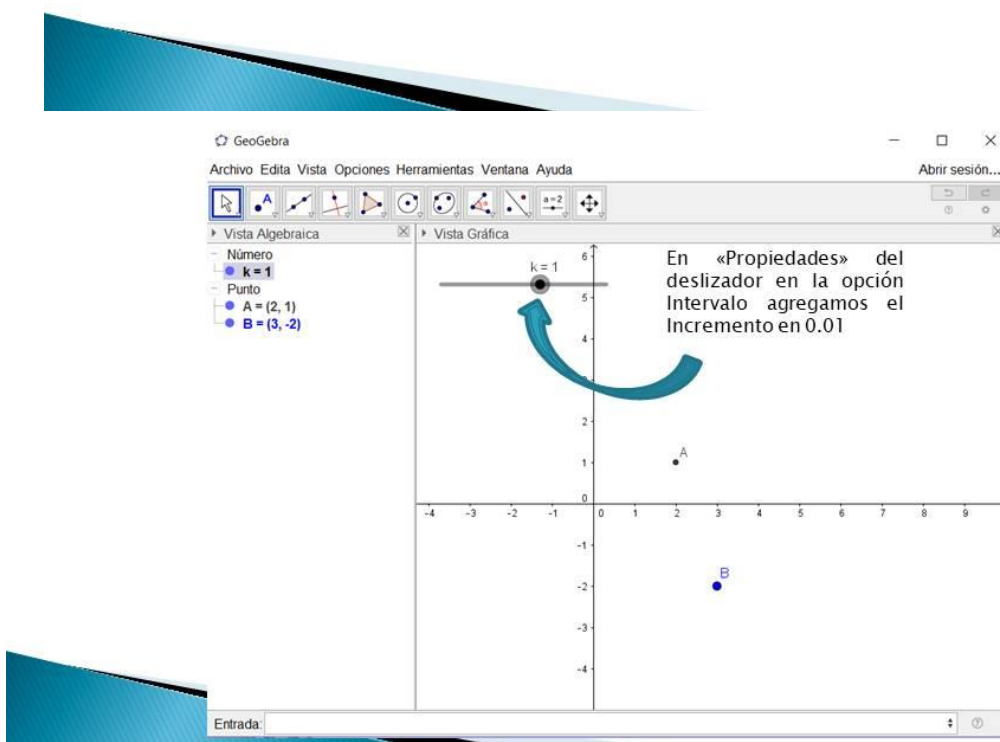 GeoGebra
Archivo Edita Vista Opciones Herramientas Ventana Ayuda
Abrir sesión...
A
a=2
Vista Algebraica
Vista Gráfica
Número
k = 1
Punto
A = (2, 1)
B = (3, -2)
k = 1
En «Propiedades» del
deslizador en la opción
Intervalo agregamos el
Incremento en 0.01
6
5
4
2
1
0
-4 -3 -2 -1 0 1 2 3 4 5 6 7 8 9
-1
-2
-3
-4
A
B
Entrada: